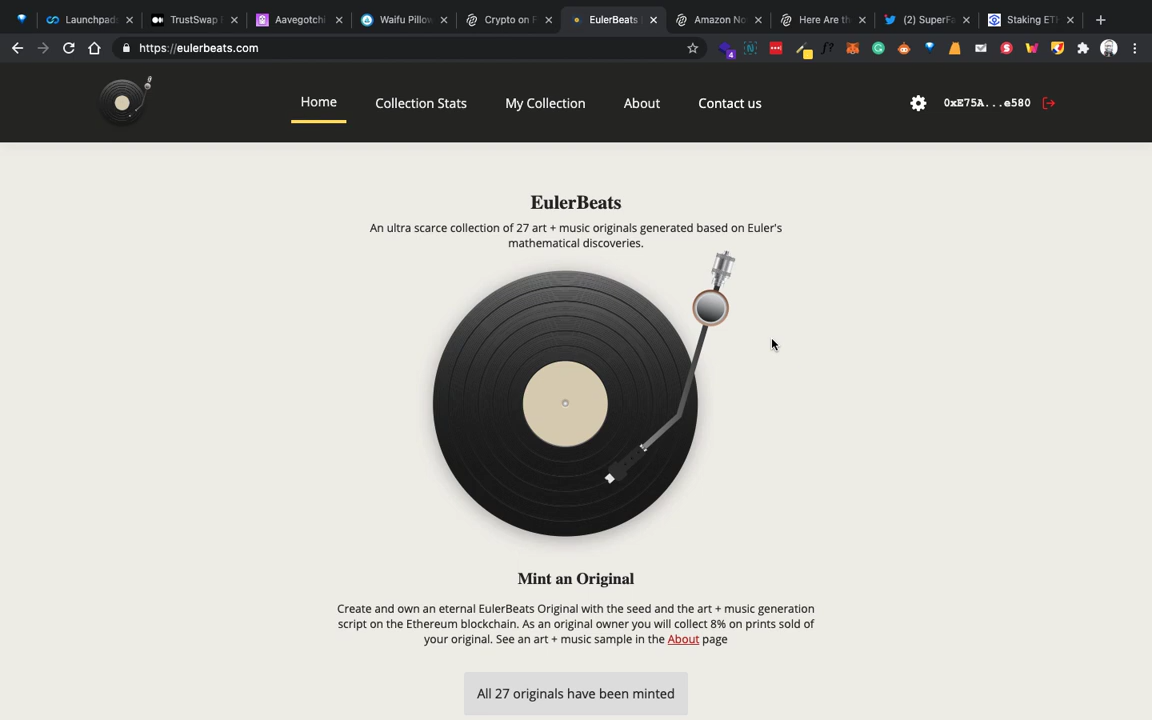 Launchpad
TrustSwap
Aavegotchi
Waifu Pillow
Crypto on F
EulerBeats
Amazon No
Here Are th
(2) SuperFa
Staking ETH
https://eulerbeats.com
4
f?
Home
Collection Stats
My Collection
About
Contact us
0xE75A...e580
EulerBeats
An ultra scarce collection of 27 art + music originals generated based on Euler's
mathematical discoveries.
Mint an Original
Create and own an eternal EulerBeats Original with the seed and the art + music generation
script on the Ethereum blockchain. As an original owner you will collect 8% on prints sold of
your original. See an art + music sample in the About page
All 27 originals have been minted